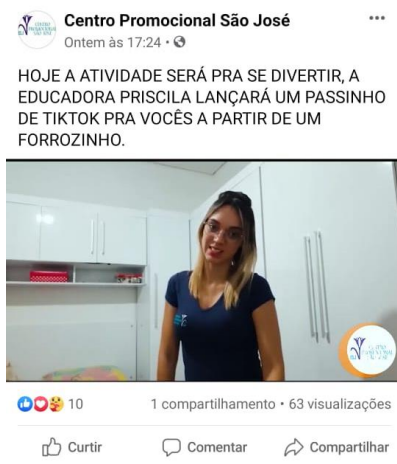 Centro Promocional São José
Ontem às 17:24
HOJE A ATIVIDADE SERÁ PRA SE DIVERTIR, A
EDUCADORA PRISCILA LANÇARÁ UM PASSINHO
DE TIKTOK PRA VOCÊS A PARTIR DE UM
FORROZINHO.
10
1 compartilhamento • 63 visualizações
Curtir
Comentar
Compartilhar